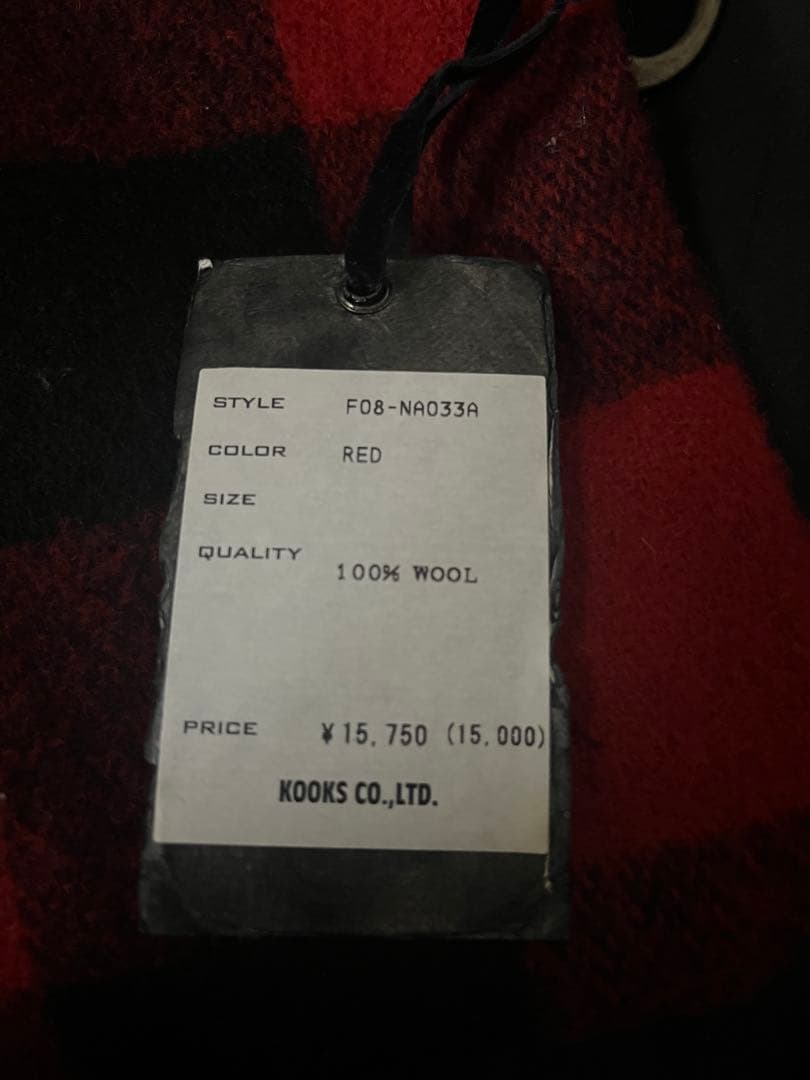 STYLE F08-NA033A
COLOR RED
SIZE
QUALITY
100% WOOL
PRICE ¥15,750 (15,000)
KOOKS CO.,LTD.